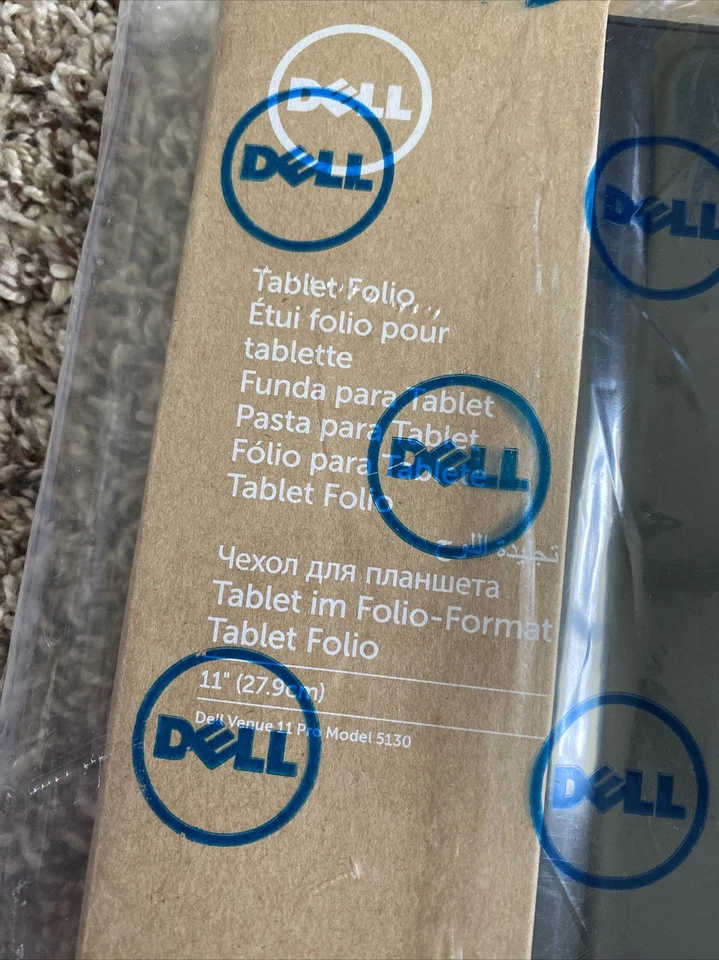 DELL
DELL
DELL
Tablet Folio
Étui folio pour
tablette
Funda para Tablet
Pasta para Tablet
Fólio para Tablete
DELL
Tablet Folio
تجليدة اللوح
Чехол для планшета
Tablet im Folio-Format
Tablet Folio
11" (27.9cm)
Dell Venue 11 Pro Model 5130
DELL
DELL